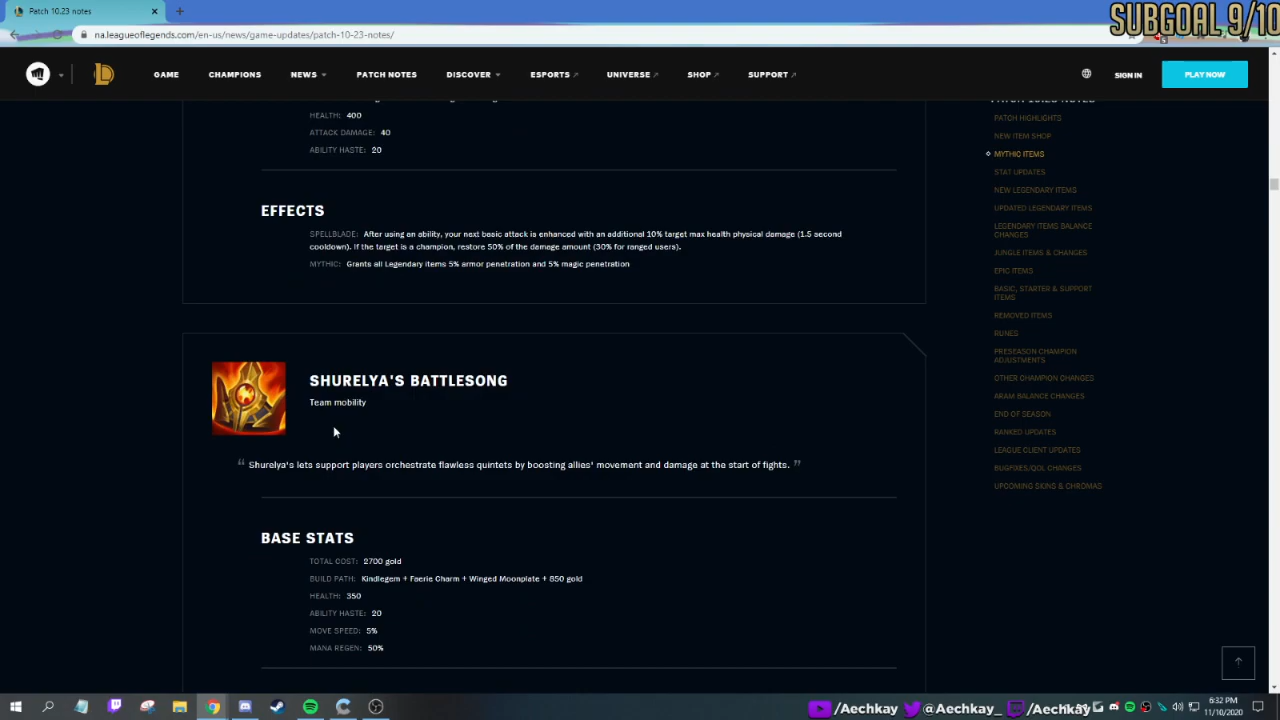 Patch 10.23 notes
SUBGOAL 9/10
na.leagueoflegends.com/en-us/news/game-updates/patch-10-23-notes/
GAME CHAMPIONS NEWS PATCH NOTES DISCOVER ESPORTS UNIVERSE SHOP SUPPORT SIGN IN PLAY NOW
HEALTH: 400
ATTACK DAMAGE: 40
ABILITY HASTE: 20
EFFECTS
SPELLBLADE: After using an ability, your next basic attack is enhanced with an additional 10% target max health physical damage (1.5 second
cooldown). If the target is a champion, restore 50% of the damage amount (30% for ranged users).
MYTHIC: Grants all Legendary items 5% armor penetration and 5% magic penetration
SHURELYA'S BATTLESONG
Team mobility
“ Shurelya's lets support players orchestrate flawless quintets by boosting allies' movement and damage at the start of fights. ”
BASE STATS
TOTAL COST: 2700 gold
BUILD PATH: Kindlegem + Faerie Charm + Winged Moonplate + 850 gold
HEALTH: 350
ABILITY HASTE: 20
MOVE SPEED: 5%
MANA REGEN: 50%
PATCH 10.23 NOTES
PATCH HIGHLIGHTS
NEW ITEM SHOP
MYTHIC ITEMS
STAT UPDATES
NEW LEGENDARY ITEMS
UPDATED LEGENDARY ITEMS
LEGENDARY ITEMS BALANCE
CHANGES
JUNGLE ITEMS & CHANGES
EPIC ITEMS
BASIC, STARTER & SUPPORT
ITEMS
REMOVED ITEMS
RUNES
PRESEASON CHAMPION
ADJUSTMENTS
OTHER CHAMPION CHANGES
ARAM BALANCE CHANGES
END OF SEASON
RANKED UPDATES
LEAGUE CLIENT UPDATES
BUGFIXES/QOL CHANGES
UPCOMING SKINS & CHROMAS
/Aechkay @Aechkay_ /Aechkay
6:32 PM
11/10/2020